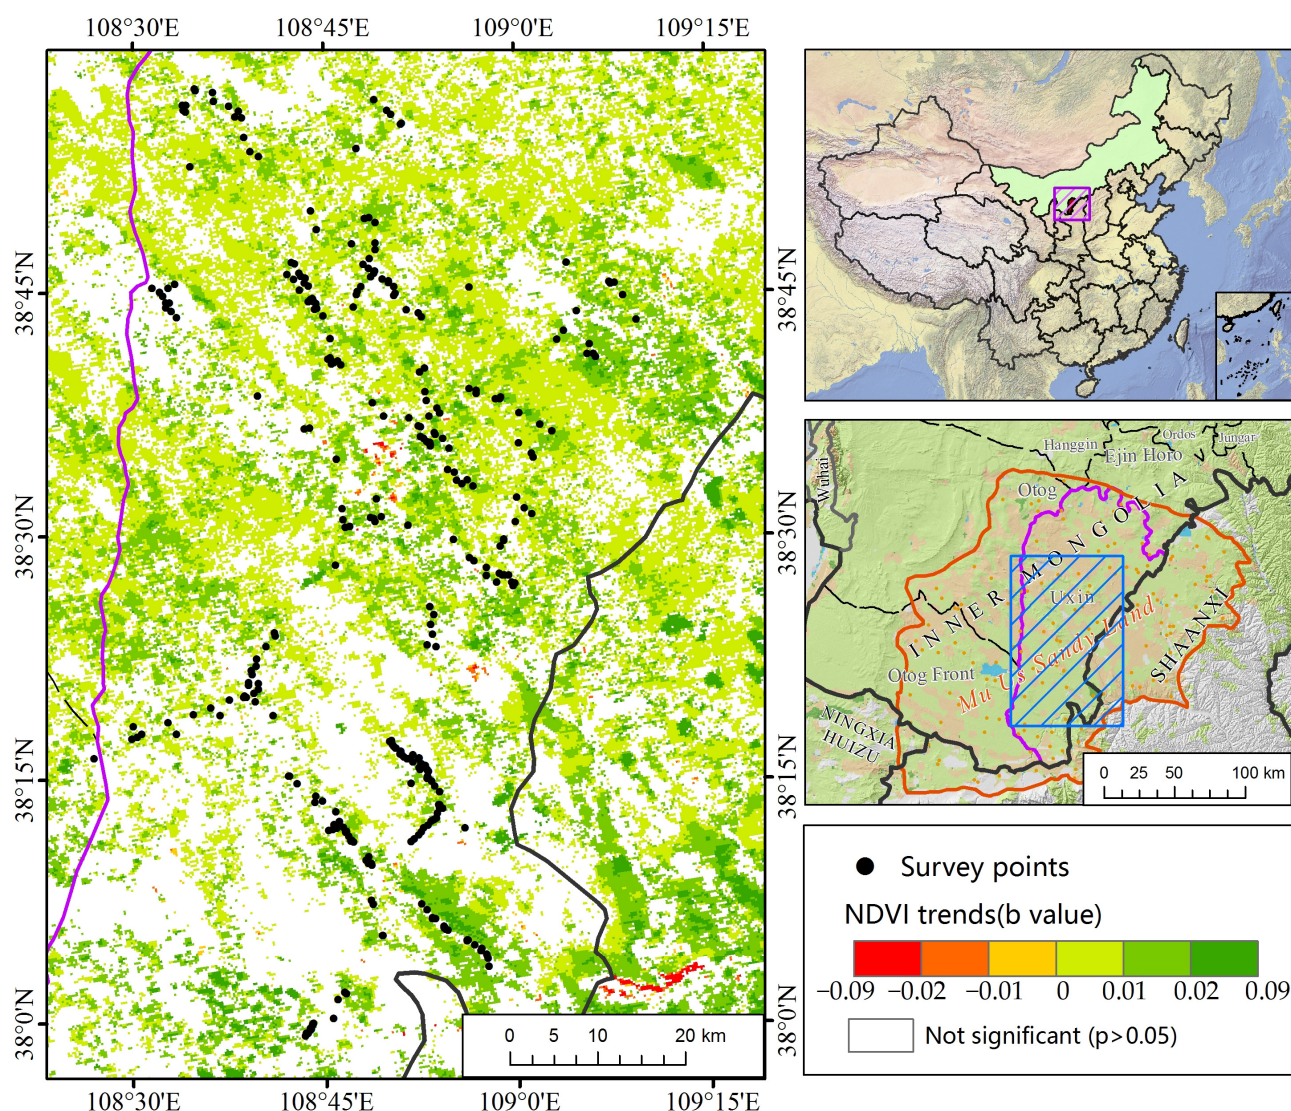 108°30'E 108°45'E 109°0'E 109°15'E
38°45'N
38°30'N
38°15'N
38°0'N
38°45'N
38°30'N
38°15'N
38°0'N
0 5 10 20 km
108°30'E 108°45'E 109°0'E 109°15'E
Wuhai
Hanggin
Ordos
Jungar
Ejin Horo
Otog
INNER MONGOLIA
Uxin
Mu Us Sandy Land
SHAANXI
Otog Front
NINGXIA
HUIZU
0 25 50 100 km
Survey points
NDVI trends(b value)
−0.09 −0.02 −0.01 0 0.01 0.02 0.09
Not significant (p>0.05)